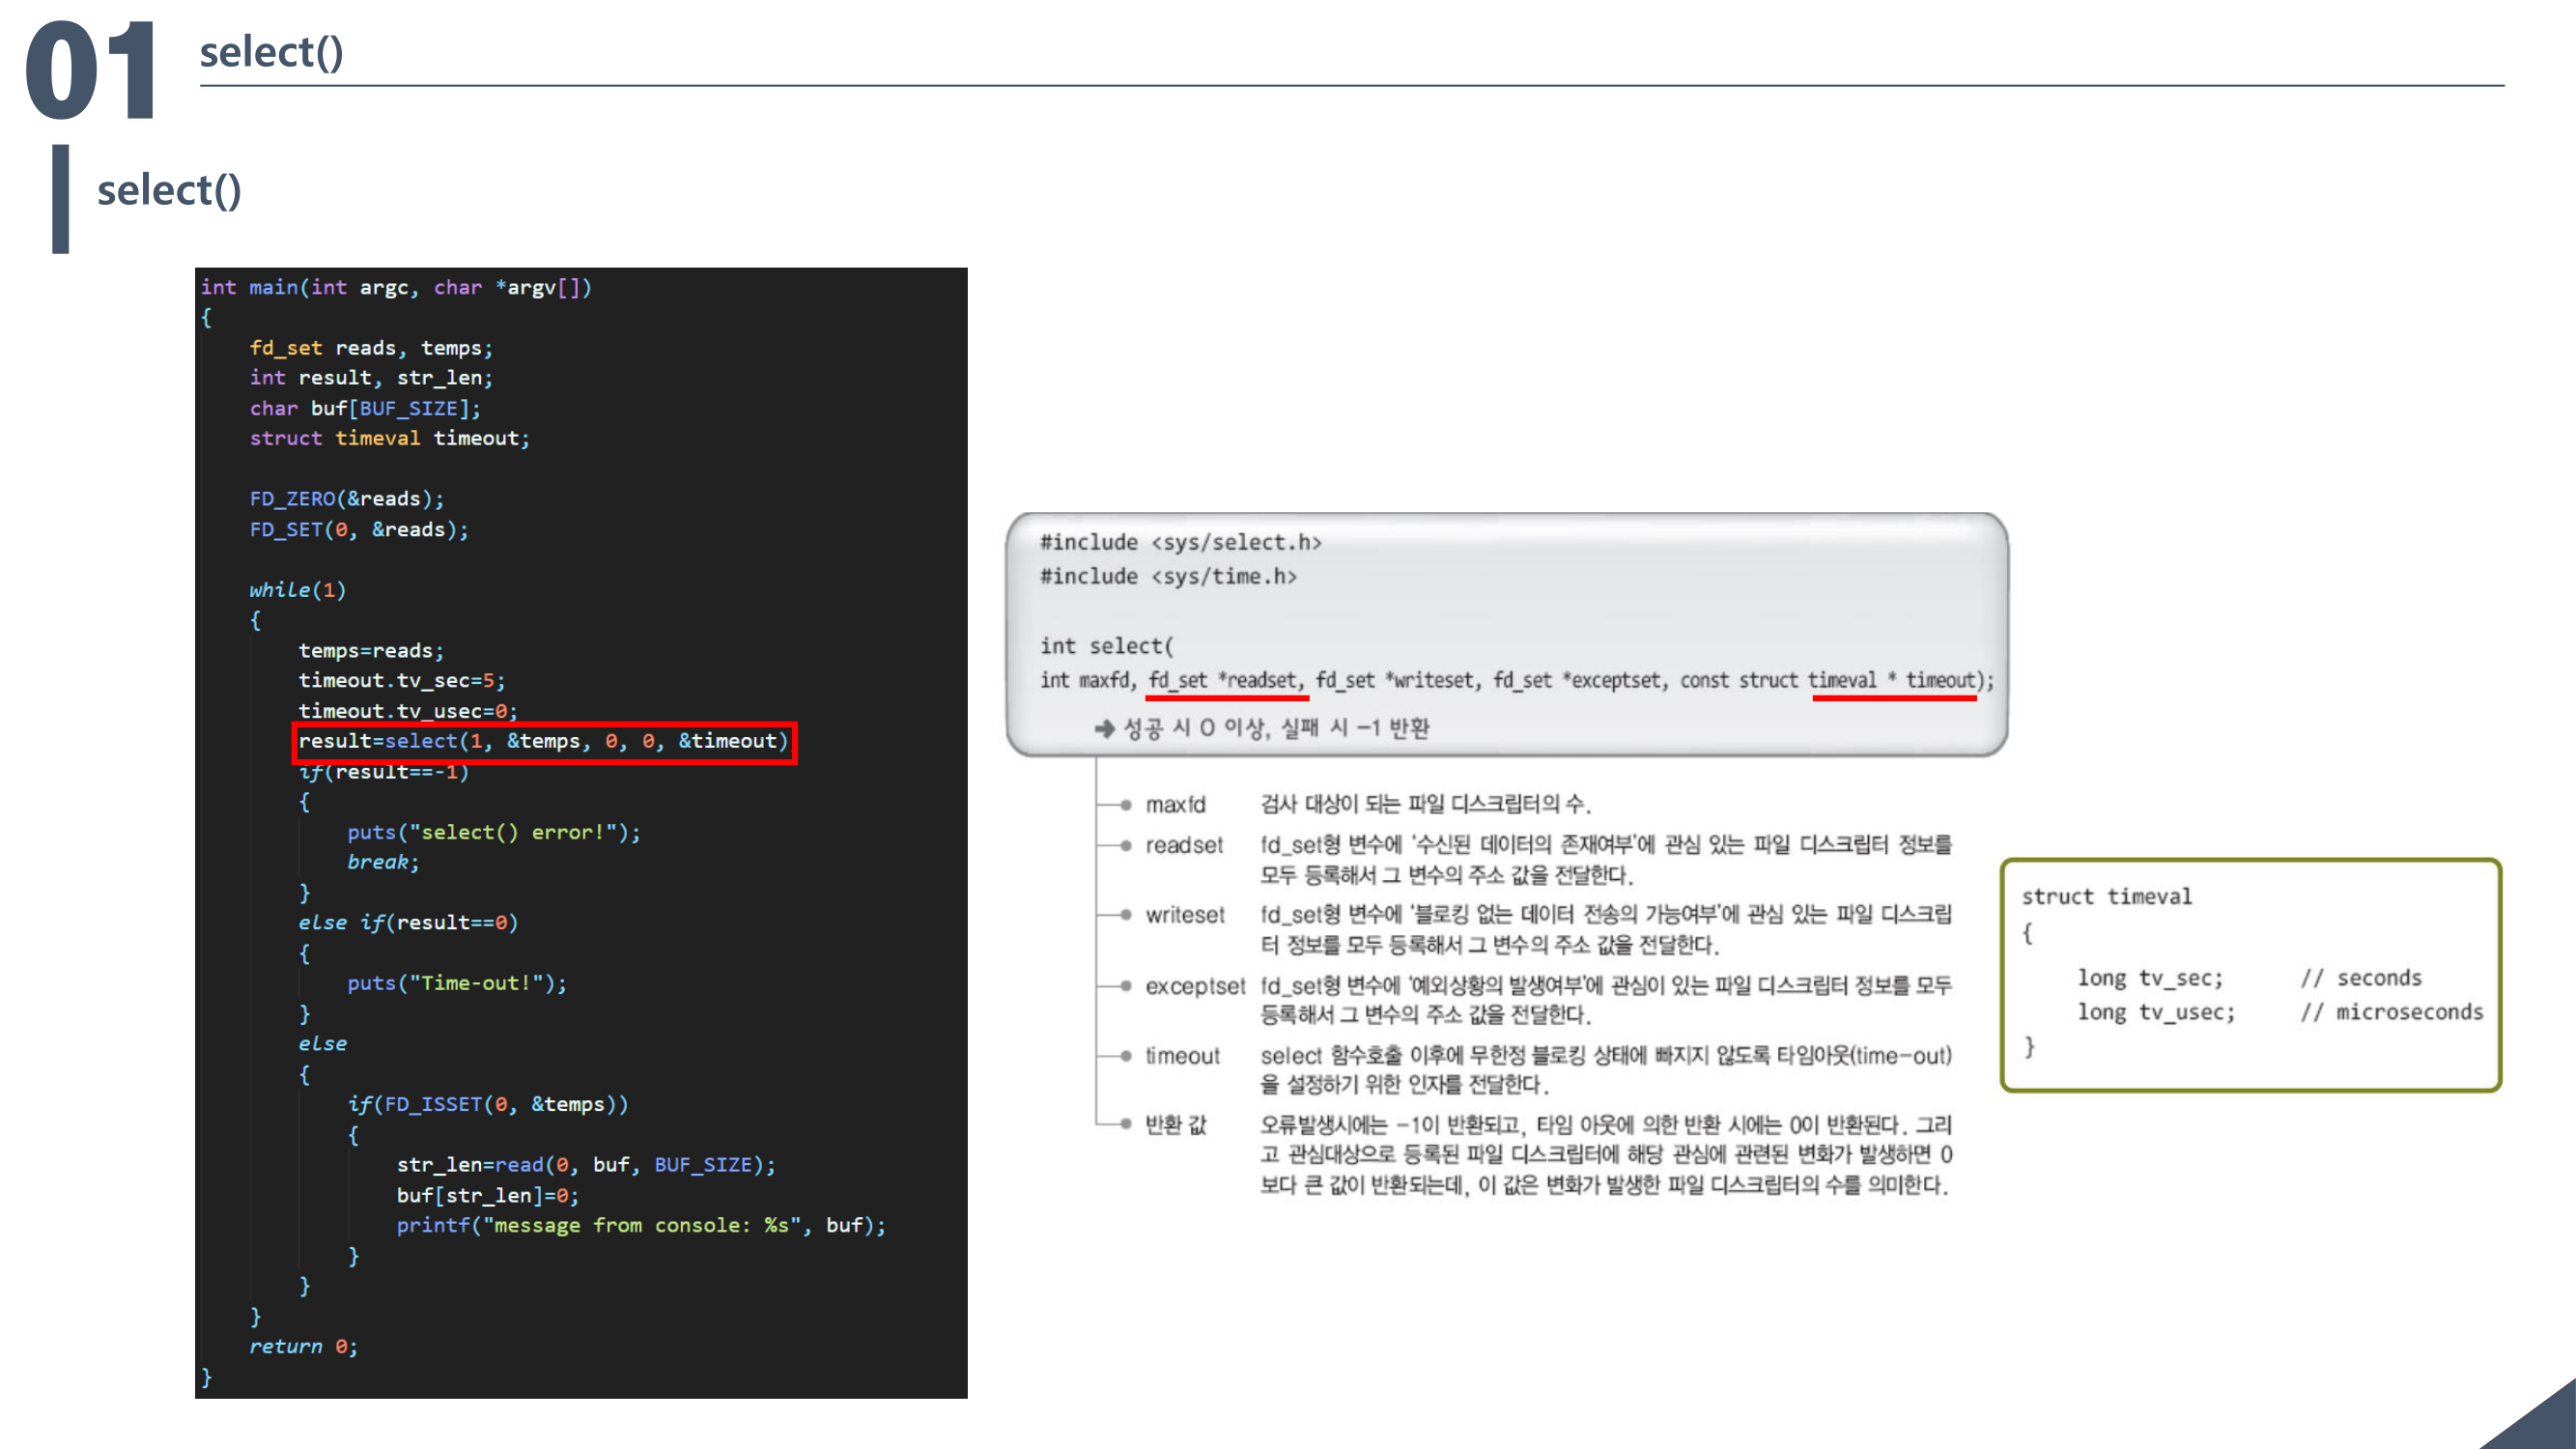 01
select()
select()
int main(int argc, char *argv[])
{
fd_set reads, temps;
int result, str_len;
char buf[BUF_SIZE];
struct timeval timeout;
FD_ZERO(&reads);
FD_SET(0, &reads);
while(1)
{
temps=reads;
timeout.tv_sec=5;
timeout.tv_usec=0;
result=select(1, &temps, 0, 0, &timeout)
if(result==-1)
{
puts("select() error!");
break;
}
else if(result==0)
{
puts("Time-out!");
}
else
{
if(FD_ISSET(0, &temps))
{
str_len=read(0, buf, BUF_SIZE);
buf[str_len]=0;
printf("message from console: %s", buf);
}
}
}
return 0;
}
#include <sys/select.h>
#include <sys/time.h>
int select(
int maxfd, fd_set *readset, fd_set *writeset, fd_set *exceptset, const struct timeval * timeout);
➔ 성공 시 0 이상, 실패 시 -1 반환
maxfd 검사 대상이 되는 파일 디스크립터의 수.
readset fd_set형 변수에 '수신된 데이터의 존재여부'에 관심 있는 파일 디스크립터 정보를
모두 등록해서 그 변수의 주소 값을 전달한다.
writeset fd_set형 변수에 '블로킹 없는 데이터 전송의 가능여부'에 관심 있는 파일 디스크립
터 정보를 모두 등록해서 그 변수의 주소 값을 전달한다.
exceptset fd_set형 변수에 '예외상황의 발생여부'에 관심이 있는 파일 디스크립터 정보를 모두
등록해서 그 변수의 주소 값을 전달한다.
timeout select 함수호출 이후에 무한정 블로킹 상태에 빠지지 않도록 타임아웃(time-out)
을 설정하기 위한 인자를 전달한다.
반환 값 오류발생시에는 -1이 반환되고, 타임 아웃에 의한 반환 시에는 0이 반환된다. 그리
고 관심대상으로 등록된 파일 디스크립터에 해당 관심에 관련된 변화가 발생하면 0
보다 큰 값이 반환되는데, 이 값은 변화가 발생한 파일 디스크립터의 수를 의미한다.
struct timeval
{
long tv_sec; // seconds
long tv_usec; // microseconds
}